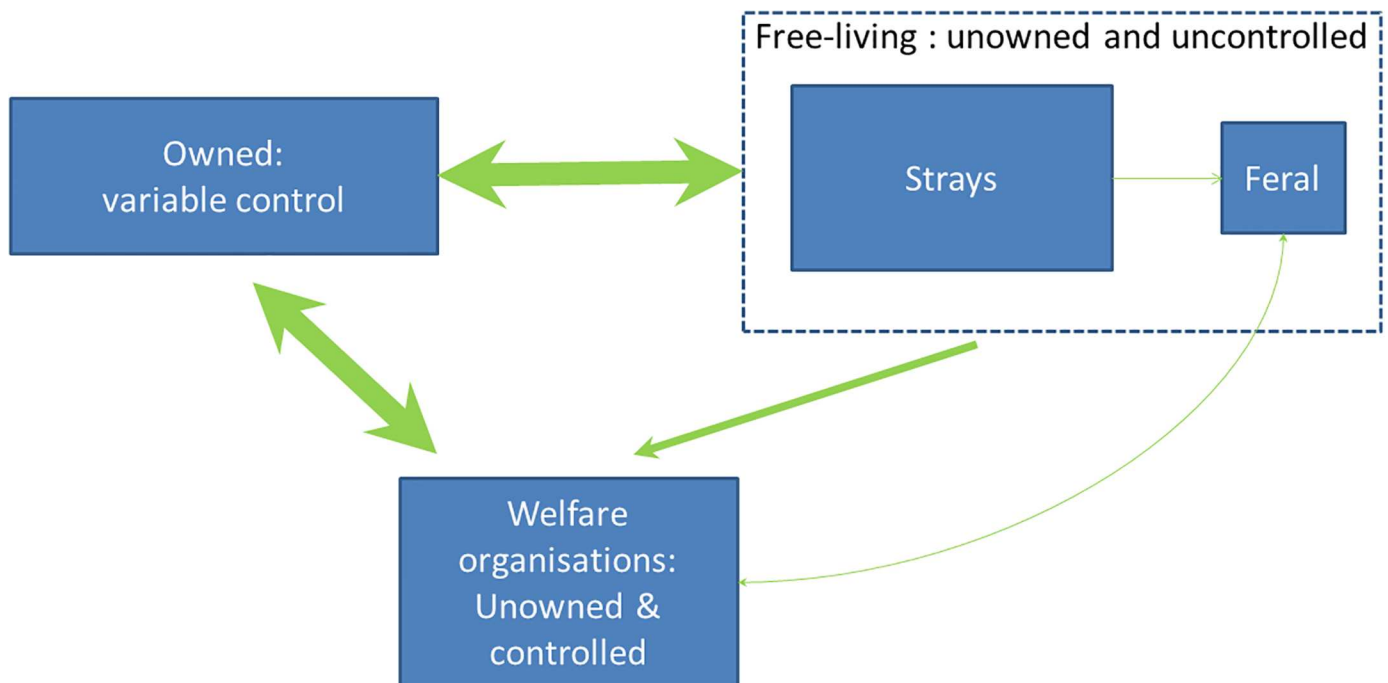 Free-living : unowned and uncontrolled
Owned:
variable control
Strays
Feral
Welfare
organisations:
Unowned &
controlled